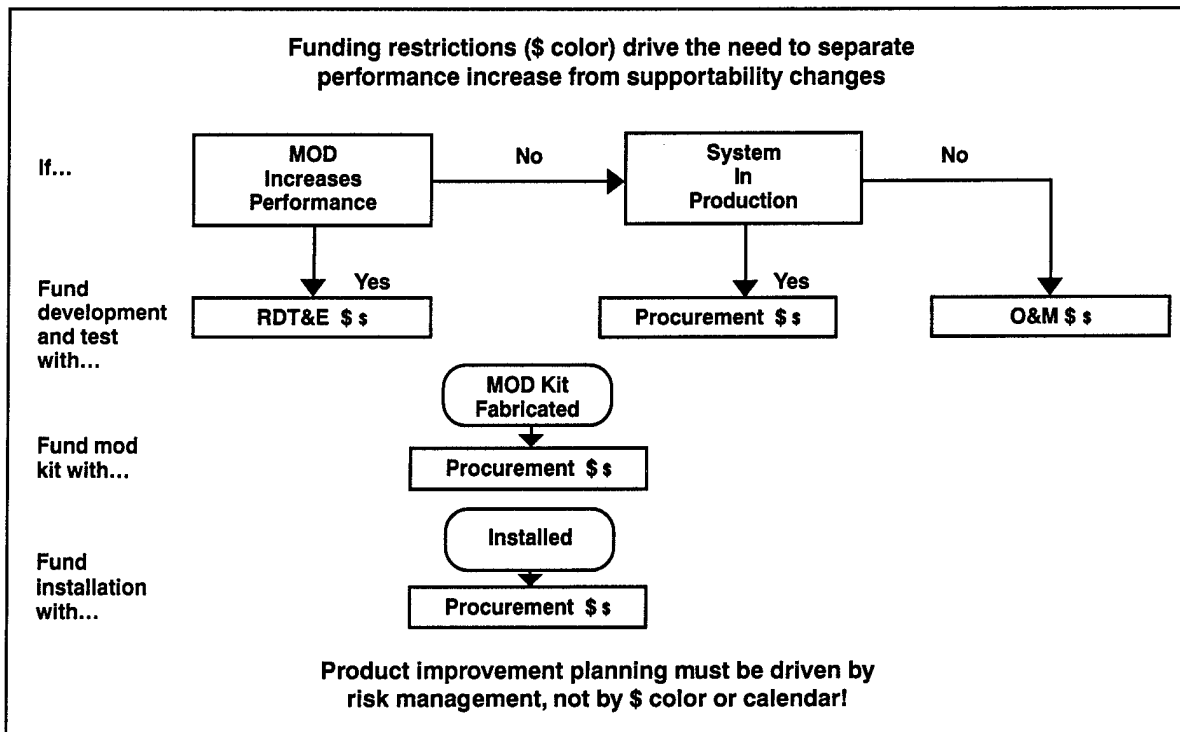 Funding restrictions ($ color) drive the need to separate
performance increase from supportability changes
If...
MOD
Increases
Performance
No
System
In
Production
No
Yes
Yes
Fund
development
and test
with...
RDT&E $ $
Procurement $ $
O&M $ $
MOD Kit
Fabricated
Fund mod
kit with...
Procurement $ $
Installed
Fund
installation
with...
Procurement $ $
Product improvement planning must be driven by
risk management, not by $ color or calendar!